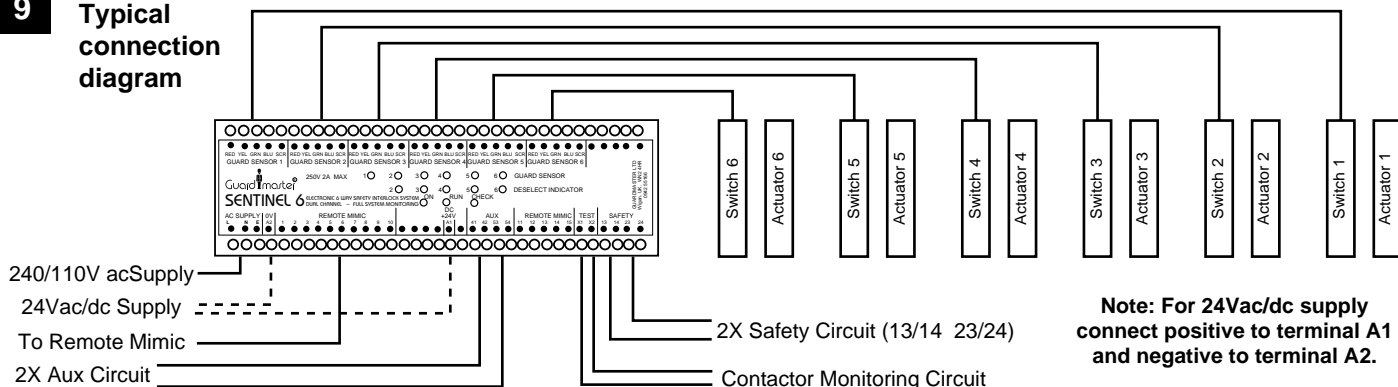 9
Typical
connection
diagram
RED YEL GRN BLU SCR RED YEL GRN BLU SCR RED YEL GRN BLU SCR RED YEL GRN BLU SCR RED YEL GRN BLU SCR RED YEL GRN BLU SCR
GUARD SENSOR 1 GUARD SENSOR 2 GUARD SENSOR 3 GUARD SENSOR 4 GUARD SENSOR 5 GUARD SENSOR 6
Guardmaster
250V 2A MAX 1 2 3 4 5 6 GUARD SENSOR
2 3 4 5 6 DESELECT INDICATOR
SENTINEL 6
ELECTRONIC 6 WAY SAFETY INTERLOCK SYSTEM
DUAL CHANNEL – FULL SYSTEM MONITORING
ON RUN CHECK
GUARDMASTER LTD
Wigan, UK.
AC SUPPLY 0V REMOTE MIMIC DC +24V AUX REMOTE MIMIC TEST SAFETY
L N E A2 1 2 3 4 5 6 7 8 9 10 A1 41 42 53 54 11 12 13 14 15 X1 X2 13 14 23 24
Switch 6
Actuator 6
Switch 5
Actuator 5
Switch 4
Actuator 4
Switch 3
Actuator 3
Switch 2
Actuator 2
Switch 1
Actuator 1
240/110V acSupply
24Vac/dc Supply
To Remote Mimic
2X Aux Circuit
2X Safety Circuit (13/14 23/24)
Contactor Monitoring Circuit
Note: For 24Vac/dc supply
connect positive to terminal A1
and negative to terminal A2.